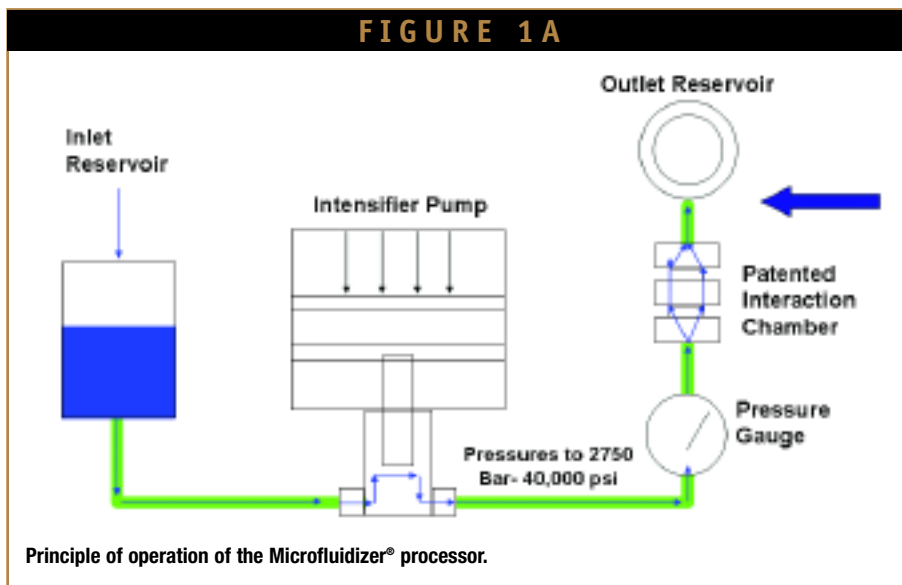 FIGURE 1A
Outlet Reservoir
Inlet
Reservoir
Intensifier Pump
Patented
Interaction
Chamber
Pressure
Gauge
Pressures to 2750
Bar- 40,000 psi
Principle of operation of the Microfluidizer® processor.